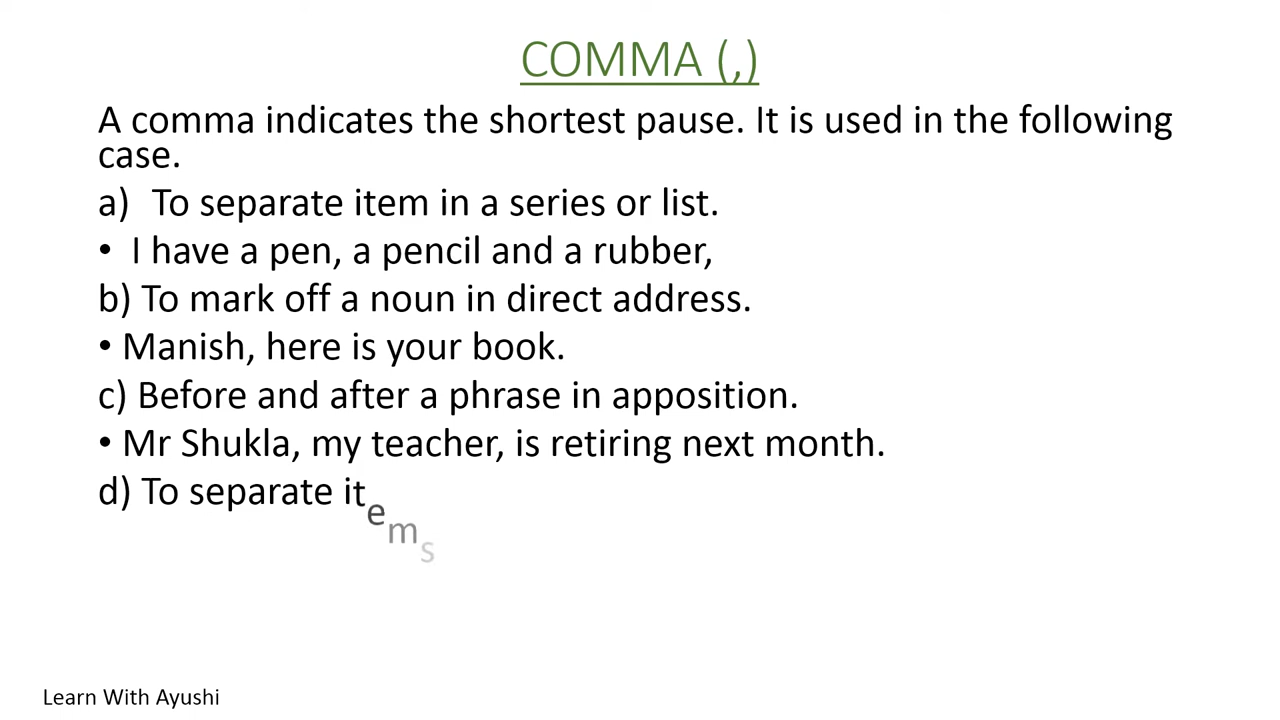 COMMA (,)
A comma indicates the shortest pause. It is used in the following
case.
a) To separate item in a series or list.
• I have a pen, a pencil and a rubber,
b) To mark off a noun in direct address.
• Manish, here is your book.
c) Before and after a phrase in apposition.
• Mr Shukla, my teacher, is retiring next month.
d) To separate items
Learn With Ayushi